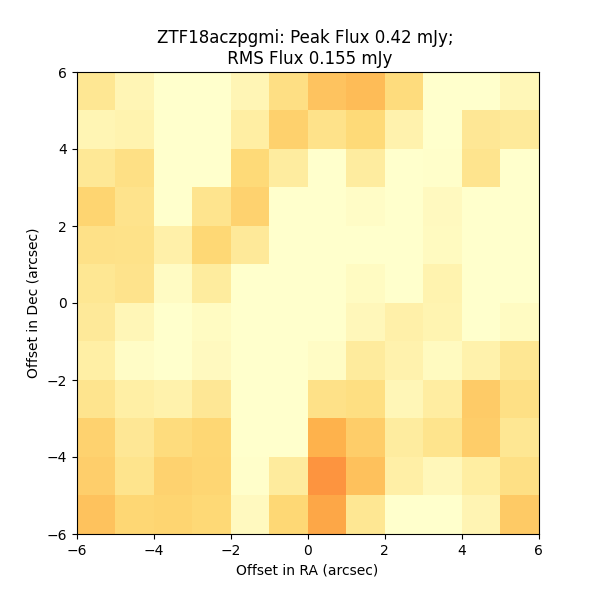 ZTF18aczpgmi: Peak Flux 0.42 mJy;
RMS Flux 0.155 mJy
6
4
2
0
−2
−4
−6
Offset in Dec (arcsec)
−6 −4 −2 0 2 4 6
Offset in RA (arcsec)